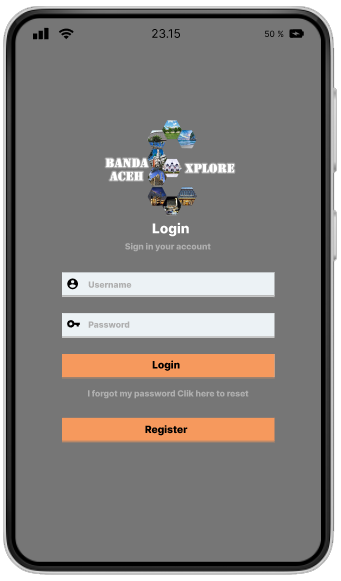 23.15
50 %
BANDA
ACEH
XPLORE
Login
Sign in your account
Username
Password
Login
I forgot my password Clik here to reset
Register